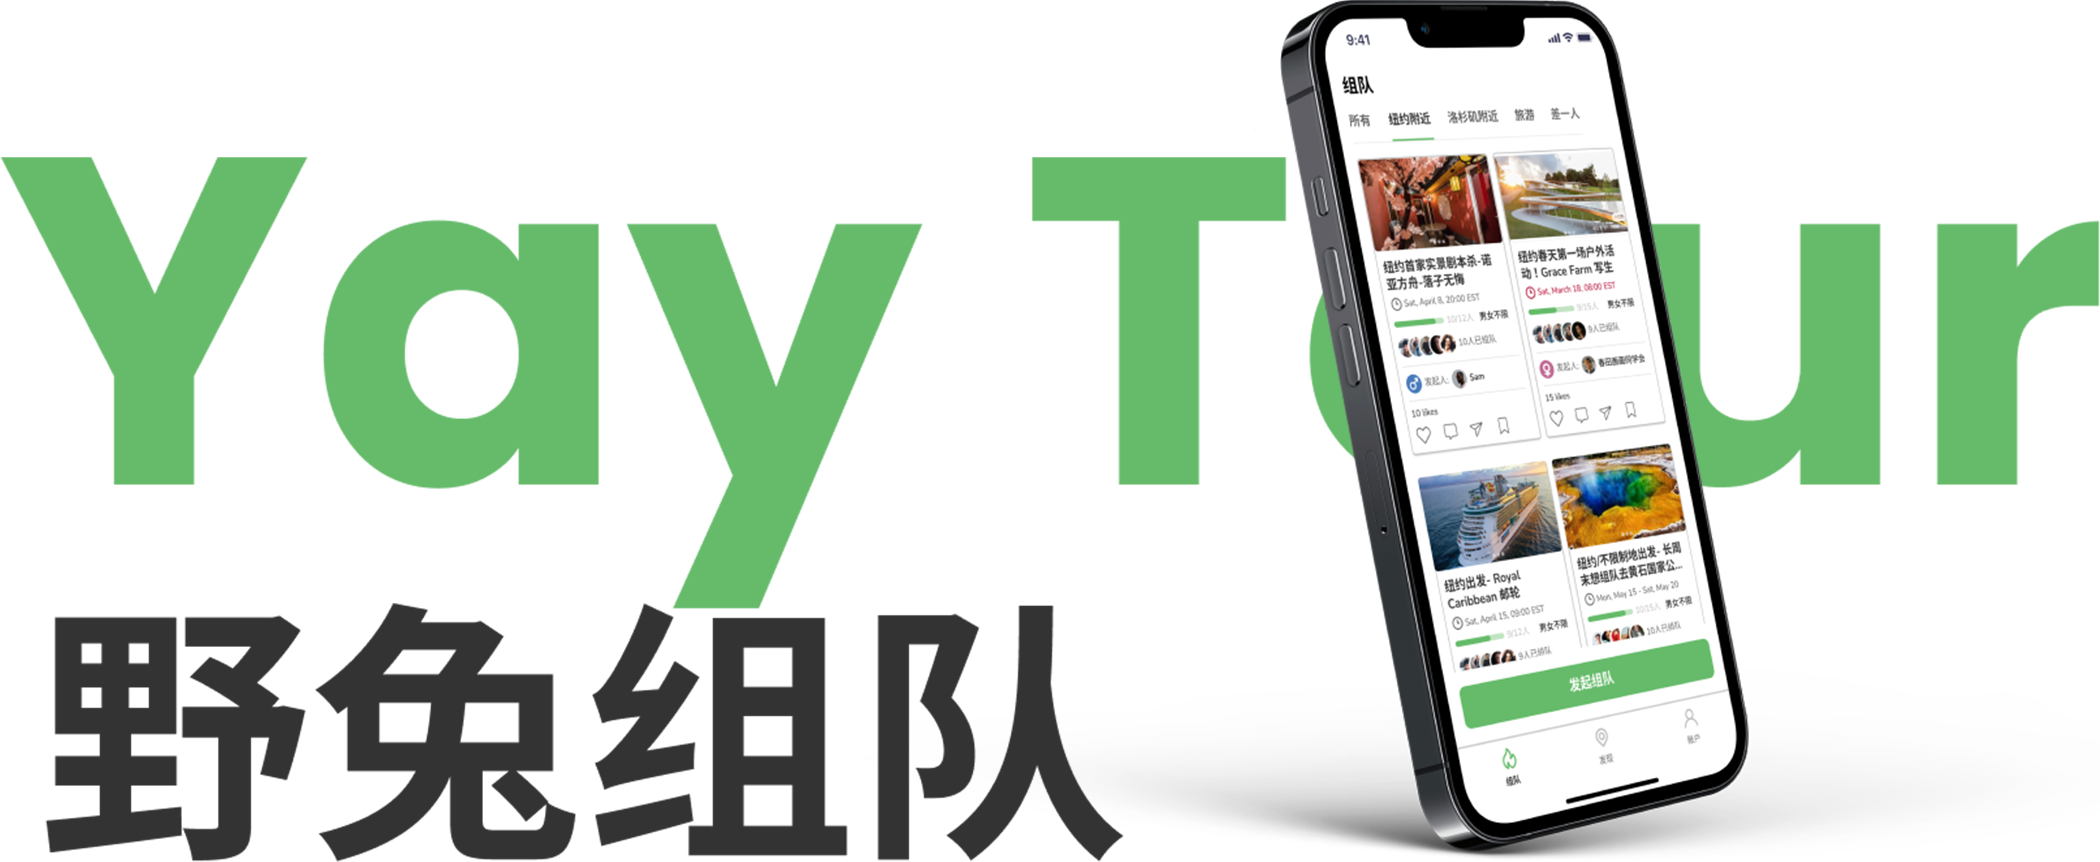 Yay Tour
野兔组队
9:41
组队
所有 纽约附近 洛杉矶附近 旅游 差一人
纽约首家实景剧本杀-诺
亚方舟-落子无悔
Sat, April 8, 20:00 EST
10/12人 男女不限
10人已组队
发起人: Sam
10 likes
纽约春天第一场户外活
动！Grace Farm 写生
Sat, March 18, 08:00 EST
9/15人 男女不限
9人已组队
发起人: 春田画画同学会
15 likes
纽约出发- Royal
Caribbean 邮轮
Sat, April 15, 09:00 EST
9/12人 男女不限
9人已组队
纽约/不限制地出发- 长周
末想组队去黄石国家公...
Mon, May 15 - Sat, May 20
10/15人 男女不限
10人已组队
发起组队
组队 发现 账户